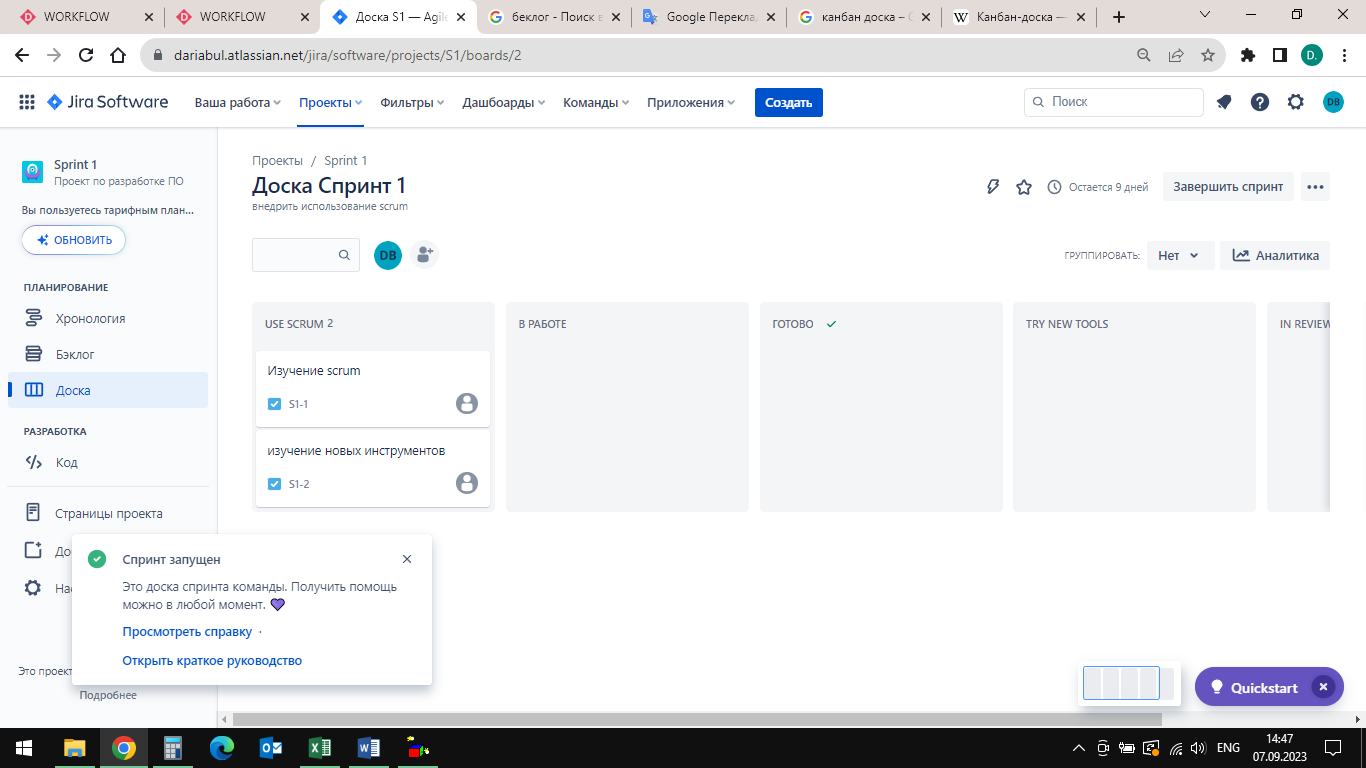 WORKFLOW
WORKFLOW
Доска S1 — Agile
беклог - Поиск в
Google Перекла
канбан доска – G
Канбан-доска —
dariabul.atlassian.net/jira/software/projects/S1/boards/2
D.
Jira Software
Ваша работа
Проекты
Фильтры
Дашборды
Команды
Приложения
Создать
Поиск
DB
Sprint 1
Проект по разработке ПО
Вы пользуетесь тарифным план...
ОБНОВИТЬ
ПЛАНИРОВАНИЕ
Хронология
Бэклог
Доска
РАЗРАБОТКА
Код
Страницы проекта
До
Нас
Это проект
Подробнее
Проекты / Sprint 1
Доска Спринт 1
внедрить использование scrum
Остается 9 дней
Завершить спринт
DB
ГРУППИРОВАТЬ:
Нет
Аналитика
USE SCRUM 2
В РАБОТЕ
ГОТОВО
TRY NEW TOOLS
IN REVIEW
Изучение scrum
S1-1
изучение новых инструментов
S1-2
Спринт запущен
Это доска спринта команды. Получить помощь
можно в любой момент. 💜
Просмотреть справку ·
Открыть краткое руководство
Quickstart
ENG
14:47
07.09.2023